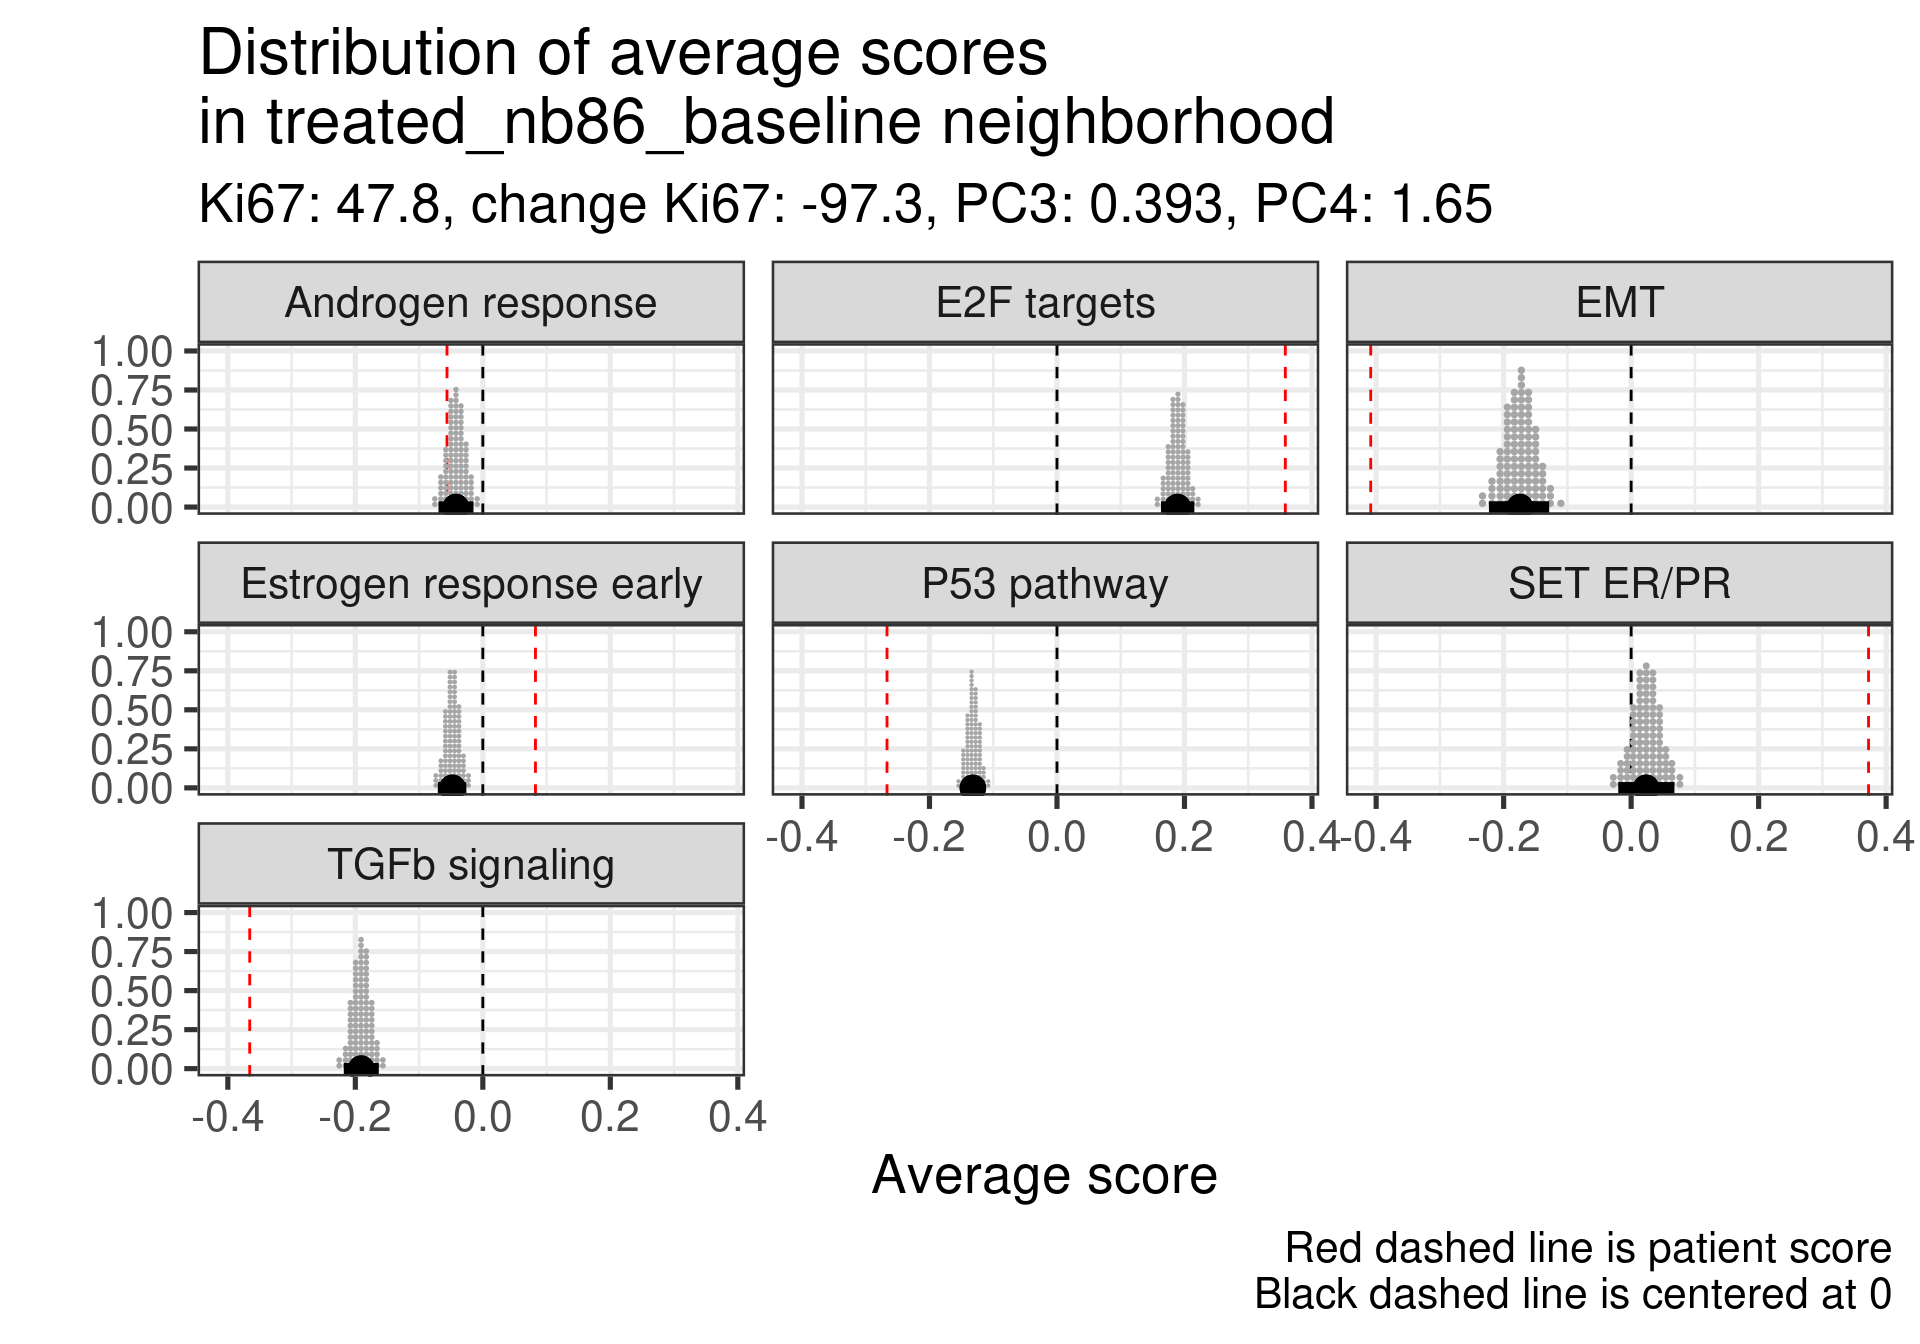 Distribution of average scores
in treated_nb86_baseline neighborhood
Ki67: 47.8, change Ki67: -97.3, PC3: 0.393, PC4: 1.65
Androgen response
E2F targets
EMT
1.00
0.75
0.50
0.25
0.00
Estrogen response early
P53 pathway
SET ER/PR
1.00
0.75
0.50
0.25
0.00
-0.4 -0.2 0.0 0.2 0.4
-0.4 -0.2 0.0 0.2 0.4
TGFb signaling
1.00
0.75
0.50
0.25
0.00
-0.4 -0.2 0.0 0.2 0.4
Average score
Red dashed line is patient score
Black dashed line is centered at 0